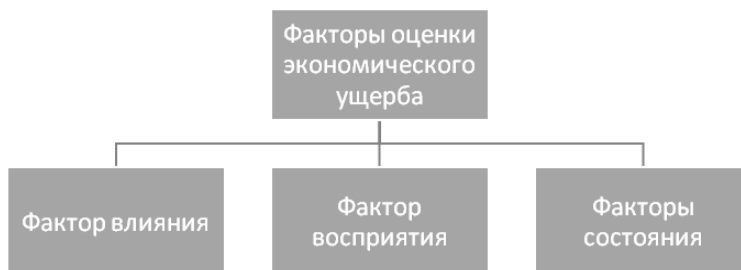 Факторы оценки
экономического
ущерба
Фактор влияния
Фактор
восприятия
Факторы
состояния